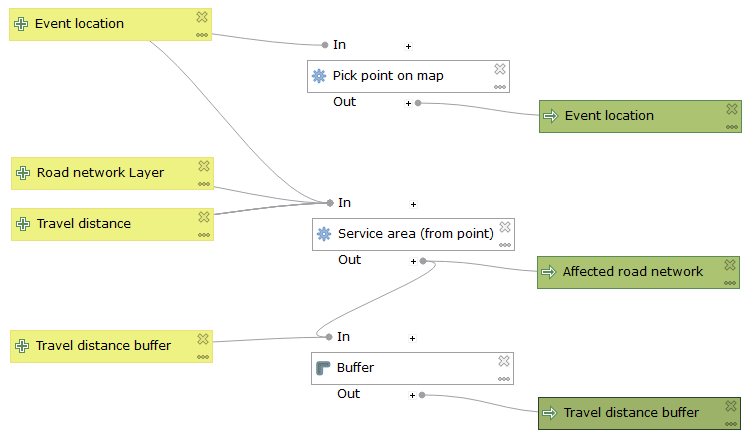 Event location
In
Pick point on map
Out
Event location
Road network Layer
In
Travel distance
Service area (from point)
Out
Affected road network
Travel distance buffer
In
Buffer
Out
Travel distance buffer